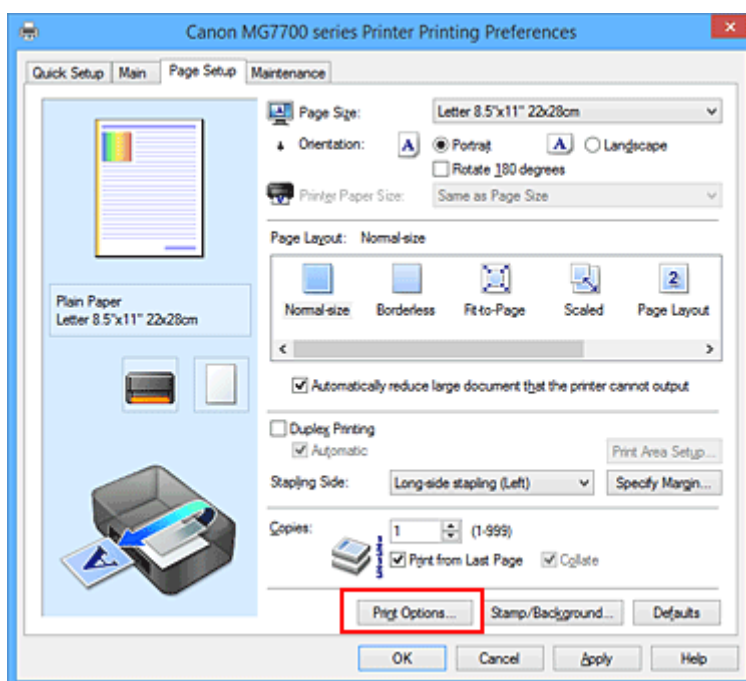 Canon MG7700 series Printer Printing Preferences
Quick Setup Main Page Setup Maintenance
Page Size: Letter 8.5"x11" 22x28cm
Orientation: A Portrait A Landscape
Rotate 180 degrees
Printer Paper Size: Same as Page Size
Page Layout: Normal-size
2
Normal-size Borderless Fit-to-Page Scaled Page Layout
Automatically reduce large document that the printer cannot output
Plain Paper
Letter 8.5"x11" 22x28cm
Duplex Printing
Automatic
Print Area Setup...
Stapling Side: Long-side stapling (Left) Specify Margin...
Copies: 1 (1-999)
Print from Last Page Collate
Print Options... Stamp/Background... Defaults
OK Cancel Apply Help